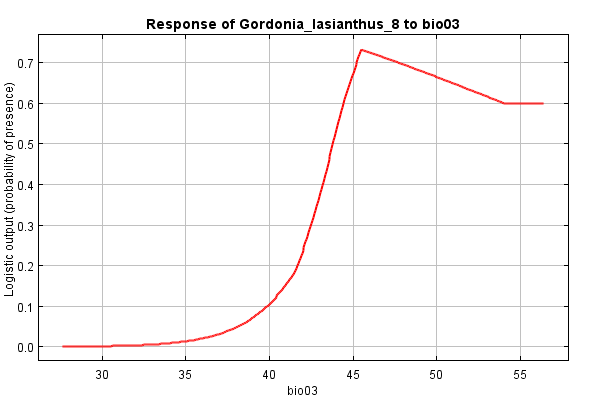 Response of Gordonia_lasianthus_8 to bio03
Logistic output (probability of presence)
0.7
0.6
0.5
0.4
0.3
0.2
0.1
0.0
30 35 40 45 50 55
bio03